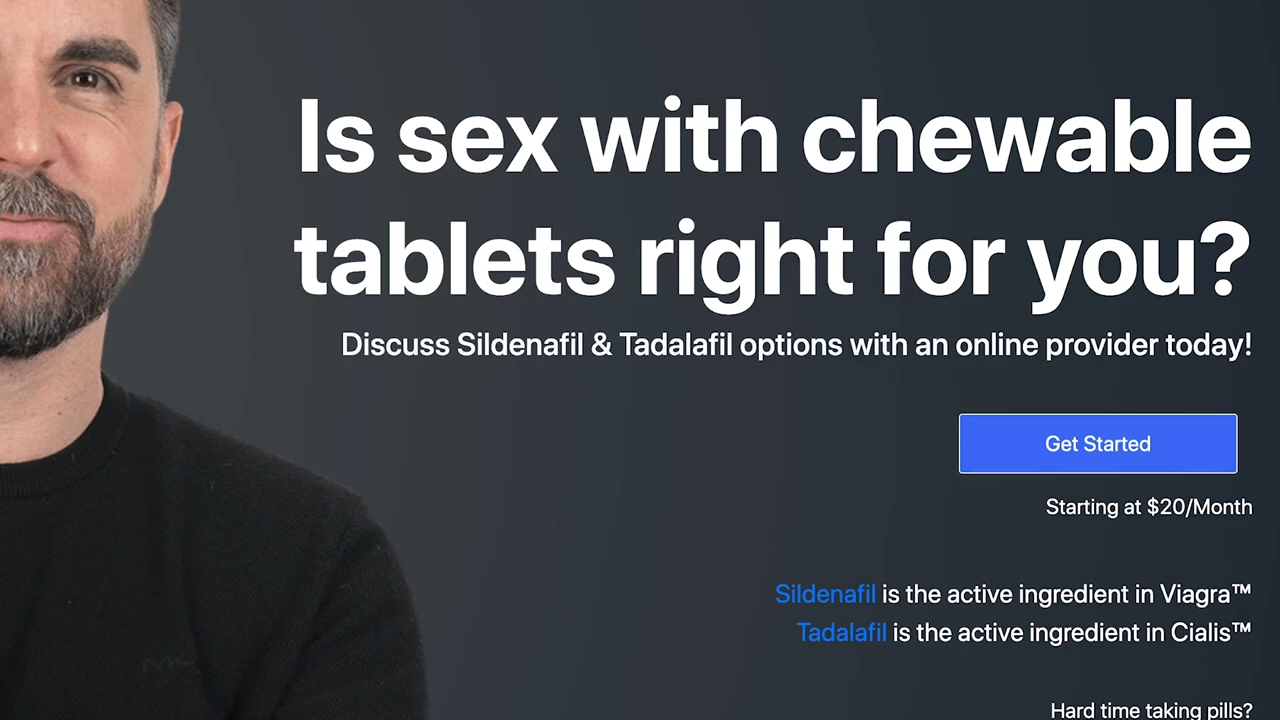 Is sex with chewable
tablets right for you?
Discuss Sildenafil & Tadalafil options with an online provider today!
Get Started
Starting at $20/Month
Sildenafil is the active ingredient in Viagra™
Tadalafil is the active ingredient in Cialis™
Hard time taking pills?